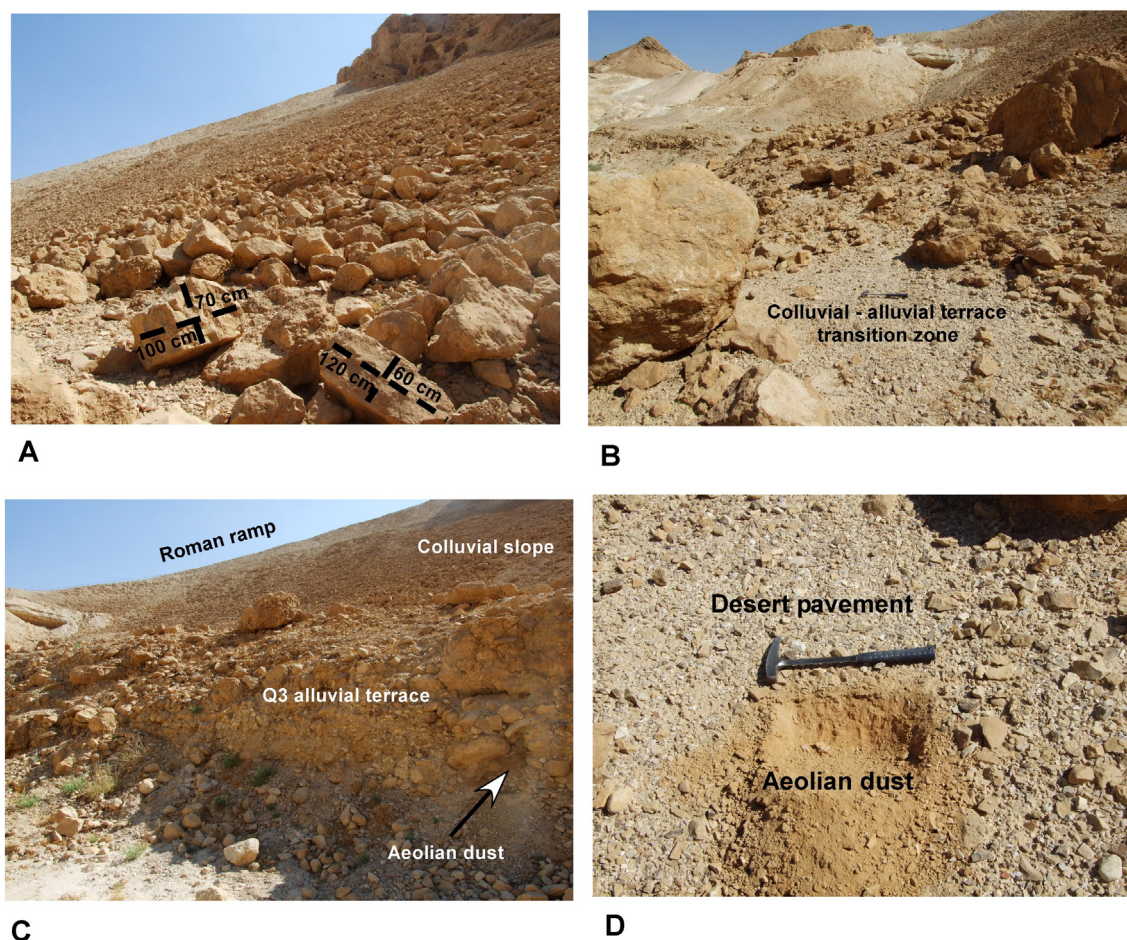 70 cm
100 cm
120 cm
60 cm
A
Colluvial - alluvial terrace
transition zone
B
Roman ramp
Colluvial slope
Q3 alluvial terrace
Aeolian dust
C
Desert pavement
Aeolian dust
D